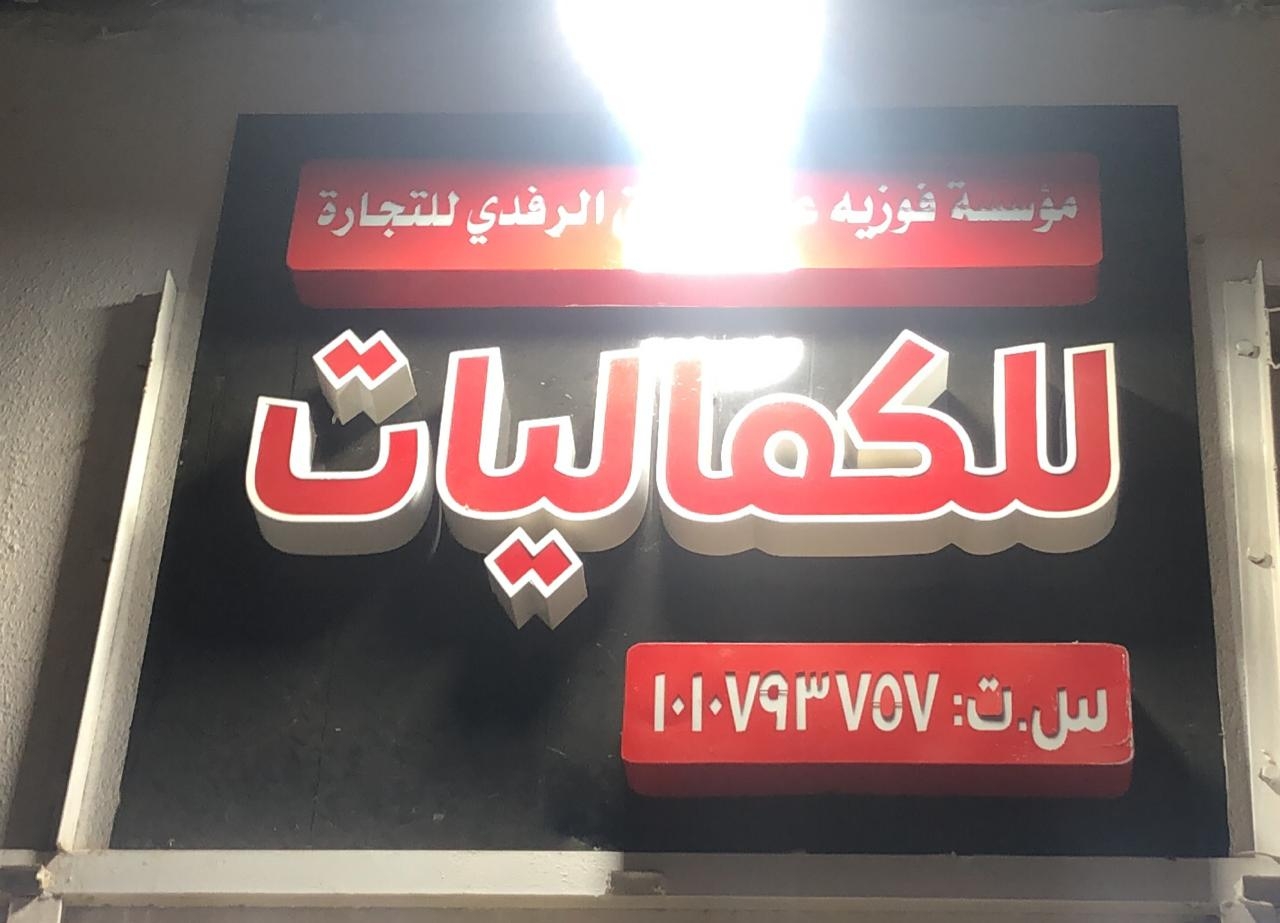 مؤسسة فوزيه الرفدي للتجارة
للكماليات
س.ت: ١٠١٠٧٩٣٧٥٧